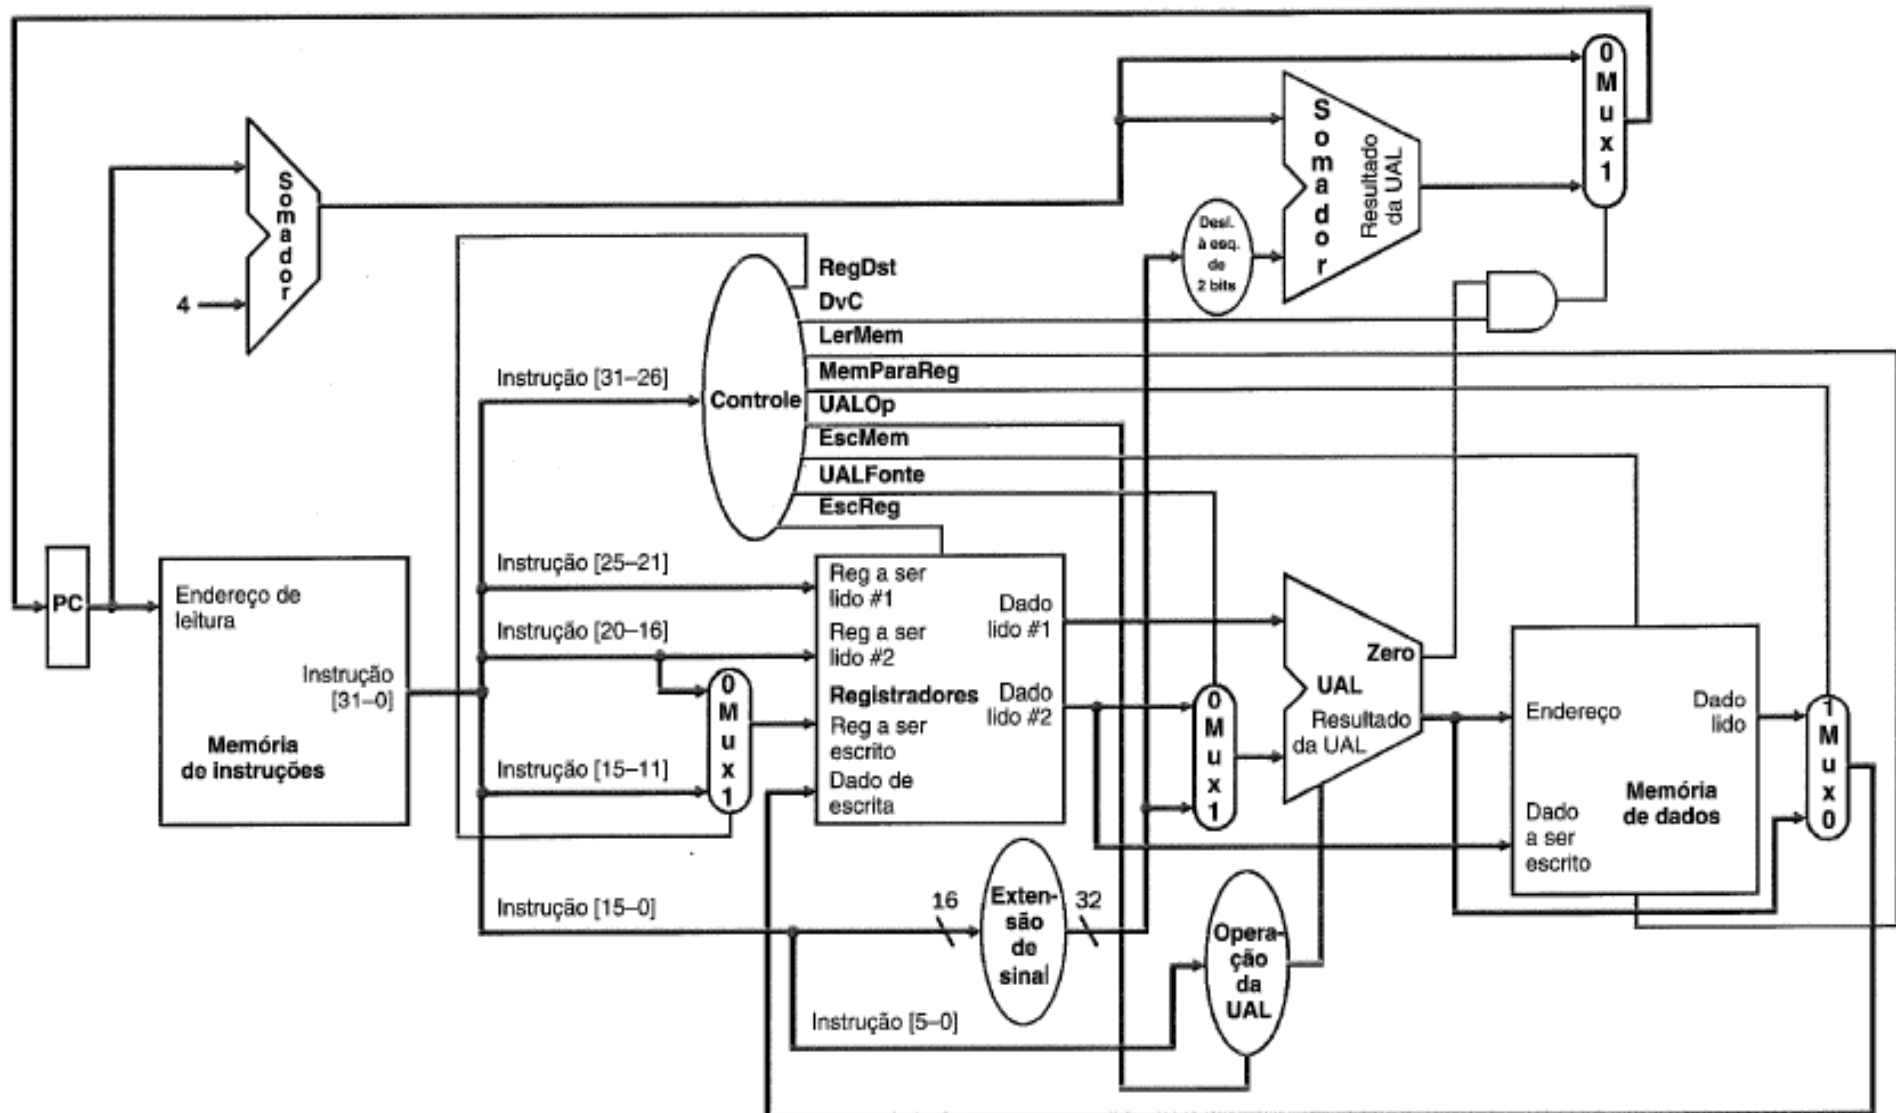 0
M
u
x
1
Somador
Resultado
da UAL
Somador
4
Desl.
à esq.
de
2 bits
RegDst
DvC
LerMem
MemParaReg
UALOp
EscMem
UALFonte
EscReg
Controle
Instrução [31–26]
Instrução [25–21]
Instrução [20–16]
Instrução [15–11]
Instrução [15–0]
Instrução [5–0]
PC
Endereço de
leitura
Instrução
[31–0]
Memória
de instruções
0
M
u
x
1
Reg a ser
lido #1
Reg a ser
lido #2
Registradores
Reg a ser
escrito
Dado de
escrita
Dado
lido #1
Dado
lido #2
16
Exten-
são
de
sinal
32
0
M
u
x
1
Zero
UAL
Resultado
da UAL
Opera-
ção
da
UAL
Endereço
Dado
lido
Memória
de dados
Dado
a ser
escrito
1
M
u
x
0